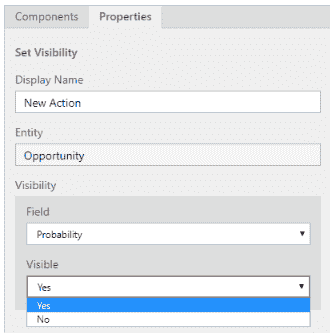 Components Properties
Set Visibility
Display Name
New Action
Entity
Opportunity
Visibility
Field
Probability
Visible
Yes
Yes
No